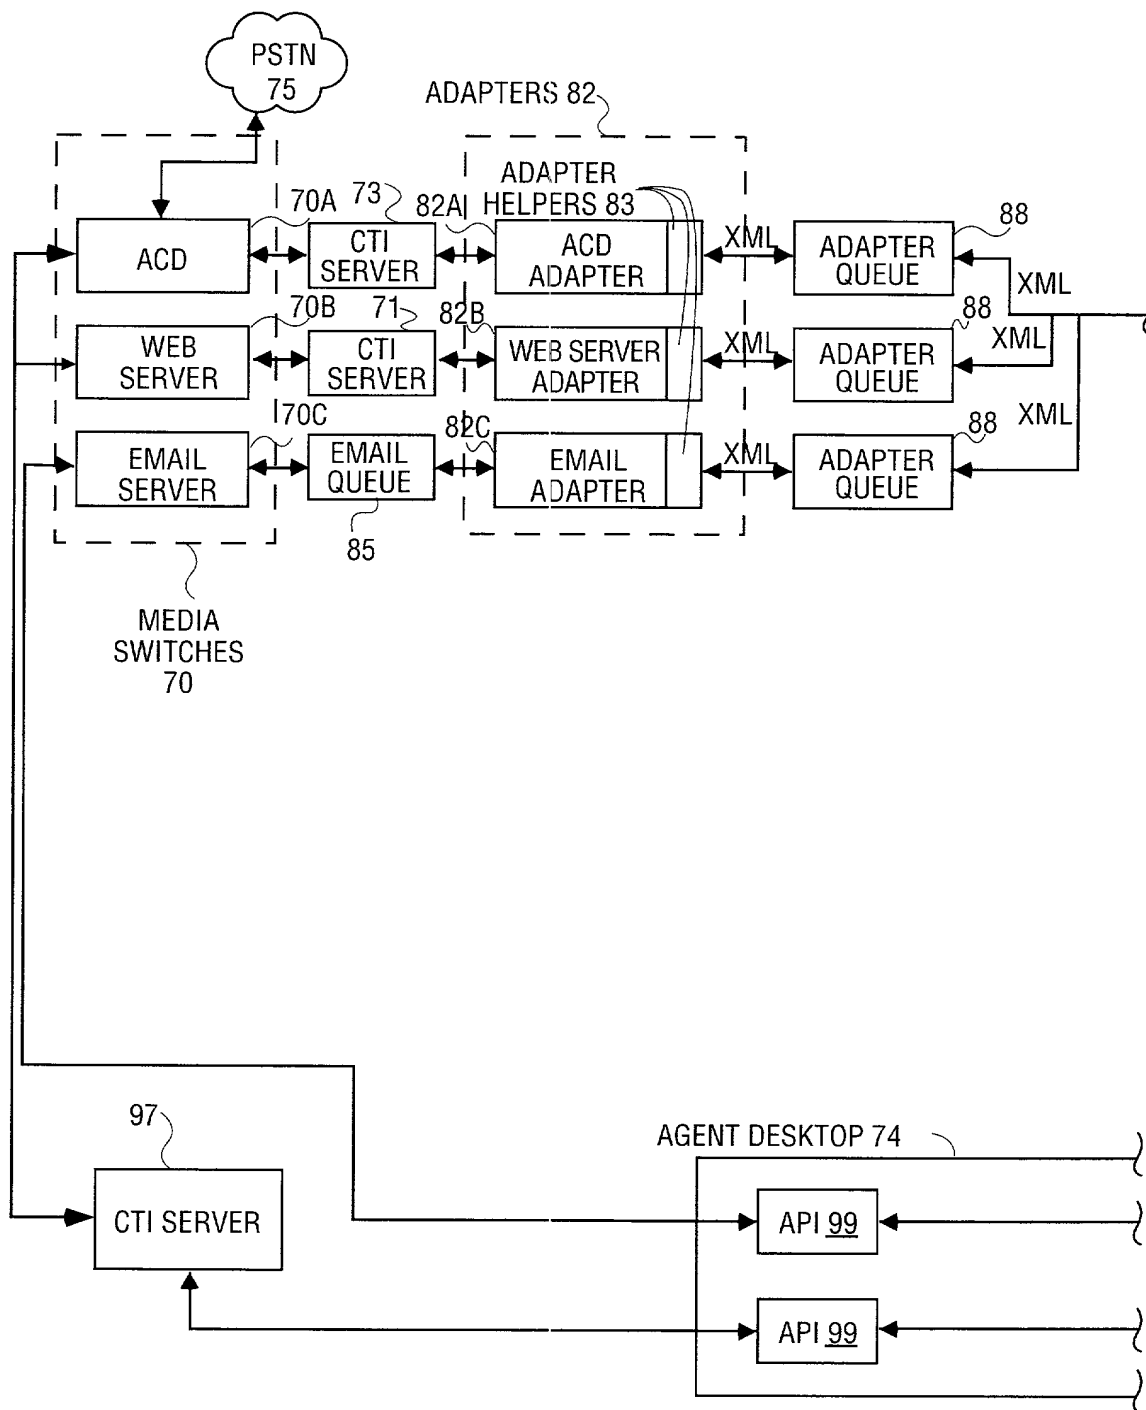 PSTN
75
ADAPTERS 82
ADAPTER
HELPERS 83
70A
73
82A
88
ACD
CTI
SERVER
ACD
ADAPTER
XML
ADAPTER
QUEUE
XML
70B
71
82B
88
WEB
SERVER
CTI
SERVER
WEB SERVER
ADAPTER
XML
ADAPTER
QUEUE
XML
70C
82C
88
XML
EMAIL
SERVER
EMAIL
QUEUE
EMAIL
ADAPTER
XML
ADAPTER
QUEUE
85
MEDIA
SWITCHES
70
97
AGENT DESKTOP 74
CTI SERVER
API 99
API 99